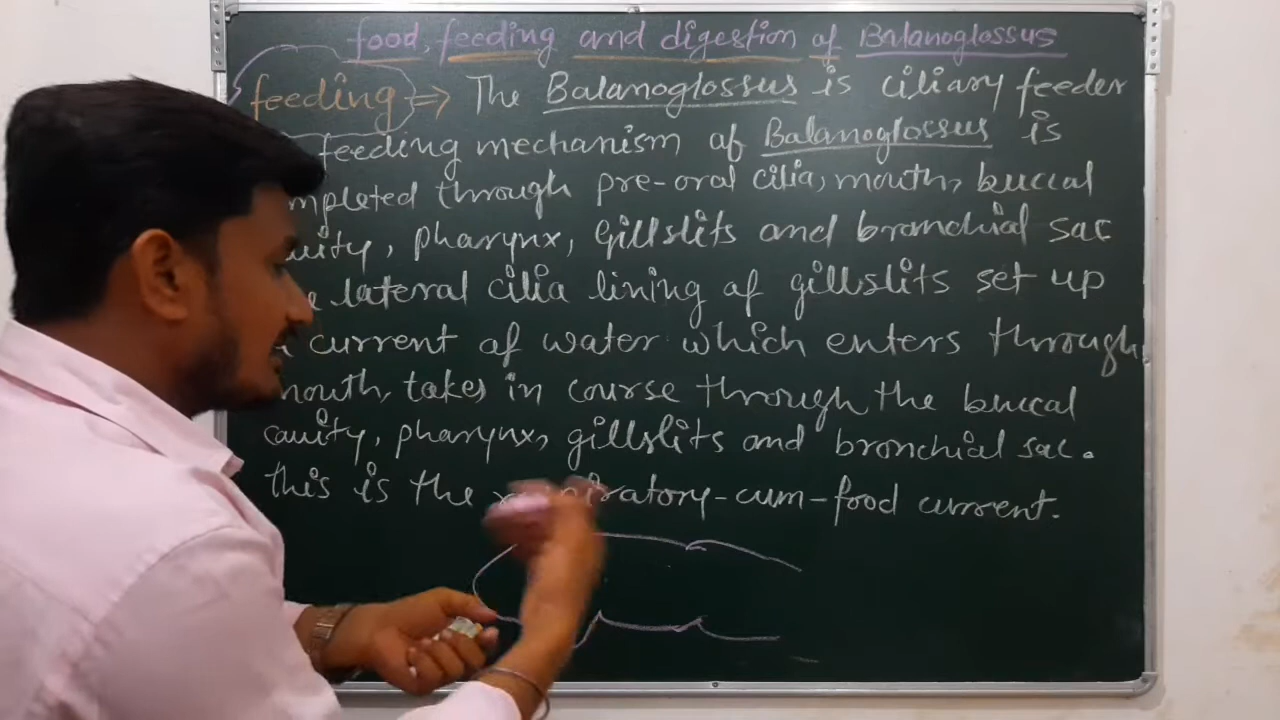 food, feeding and digestion of Balanoglossus
feeding => The Balanoglossus is ciliary feeder
feeding mechanism of Balanoglossus is
mpleted through pre-oral cilia, mouth, buccal
avity, pharynx, Gillslits and bronchial sac
lateral cilia lining of gillslits set up
current of water which enters through
mouth, takes in course through the buccal
cavity, pharynx, gillslits and bronchial sac.
this is the respiratory-cum-food current.